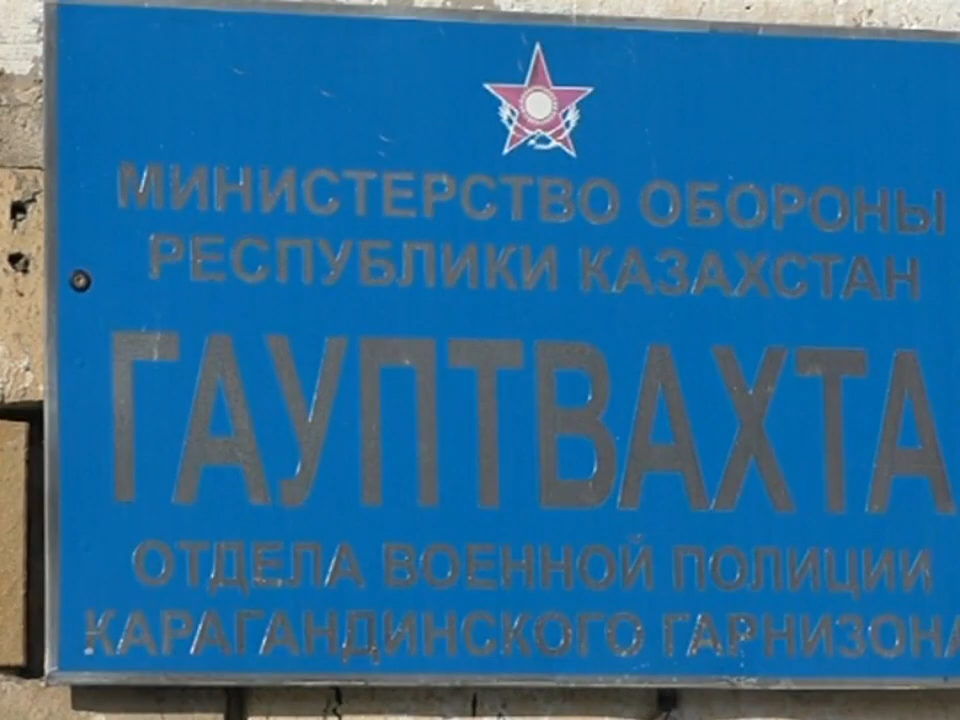 МИНИСТЕРСТВО ОБОРОНЫ
РЕСПУБЛИКИ КАЗАХСТАН
ГАУПТВАХТА
ОТДЕЛА ВОЕННОЙ ПОЛИЦИИ
КАРАГАНДИНСКОГО ГАРНИЗОНА